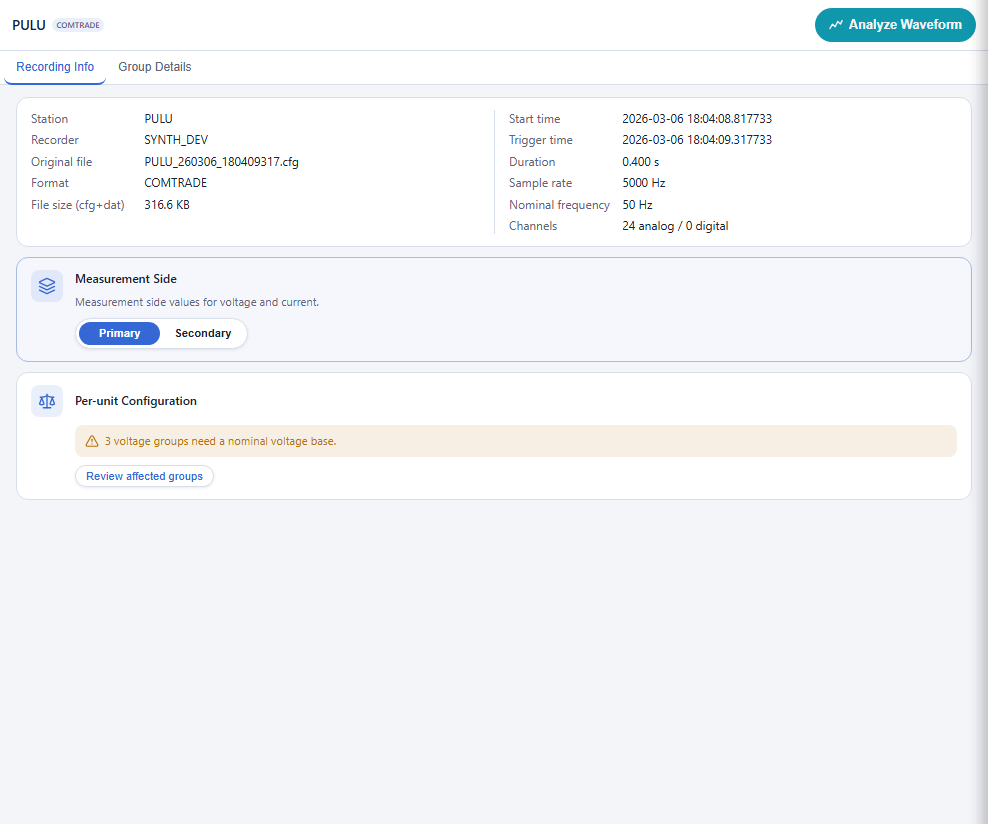 PULU COMTRADE
Analyze Waveform
Recording Info Group Details
Station PULU
Recorder SYNTH_DEV
Original file PULU_260306_180409317.cfg
Format COMTRADE
File size (cfg+dat) 316.6 KB
Start time 2026-03-06 18:04:08.817733
Trigger time 2026-03-06 18:04:09.317733
Duration 0.400 s
Sample rate 5000 Hz
Nominal frequency 50 Hz
Channels 24 analog / 0 digital
Measurement Side
Measurement side values for voltage and current.
Primary Secondary
Per-unit Configuration
3 voltage groups need a nominal voltage base.
Review affected groups